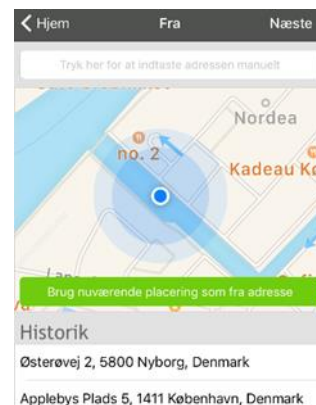 Hjem Fra Næste
Tryk her for at indtaste adressen manuelt
Nordea
no. 2
Kadeau
Brug nuværende placering som fra adresse
Historik
Østerøvej 2, 5800 Nyborg, Denmark
Applebys Plads 5, 1411 København, Denmark